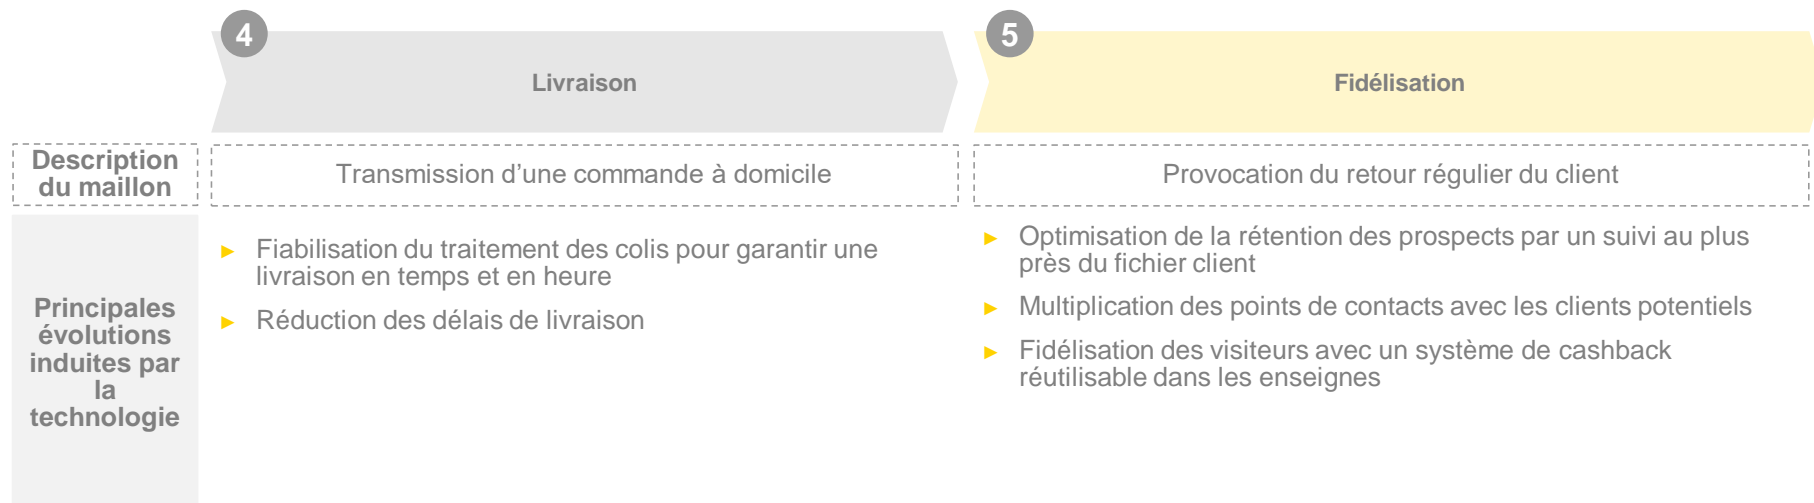 4
Livraison
5
Fidélisation
Description
du maillon
Transmission d’une commande à domicile
Provocation du retour régulier du client
Principales
évolutions
induites par
la
technologie
► Fiabilisation du traitement des colis pour garantir une
livraison en temps et en heure
► Réduction des délais de livraison
► Optimisation de la rétention des prospects par un suivi au plus
près du fichier client
► Multiplication des points de contacts avec les clients potentiels
► Fidélisation des visiteurs avec un système de cashback
réutilisable dans les enseignes